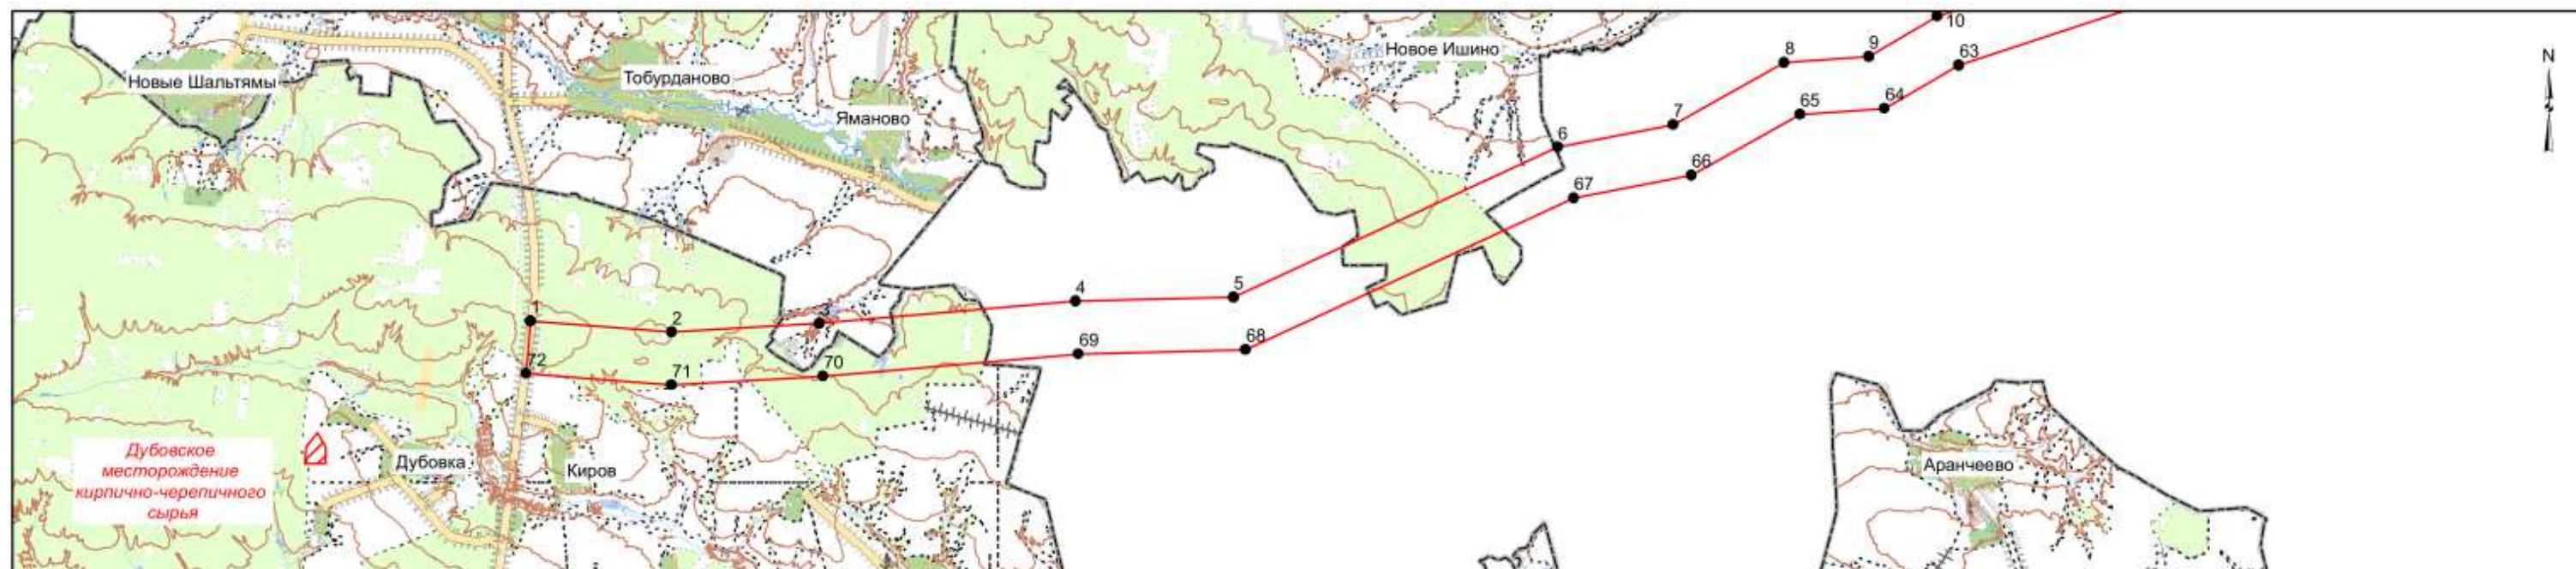 10
N
Новое Ишино
8
9
63
Новые Шальтямы
Тобурданово
Яманово
7
65
64
6
66
67
1
2
3
4
5
72
71
70
69
68
Дубовское
месторождение
кирпично-черепичного
сырья
Дубовка
Киров
Аранчеево